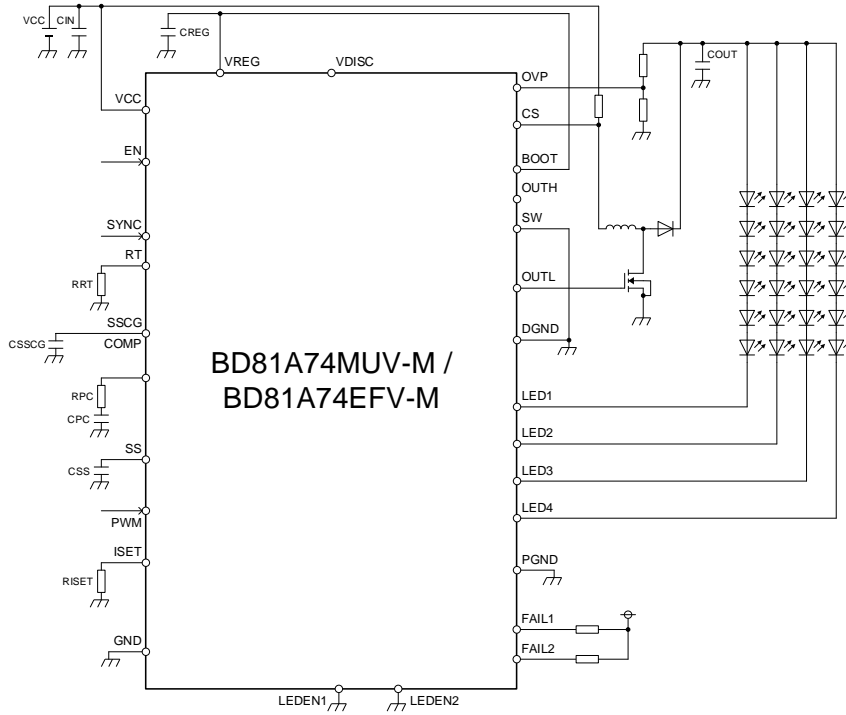 VCC
CIN
CREG
COUT
VREG
VDISC
OVP
VCC
CS
EN
BOOT
OUTH
SYNC
SW
RT
RRT
OUTL
SSCG
CSSCG
COMP
DGND
BD81A74MUV-M /
BD81A74EFV-M
RPC
CPC
LED1
LED2
SS
CSS
LED3
LED4
PWM
ISET
RISET
PGND
FAIL1
GND
FAIL2
LEDEN1
LEDEN2